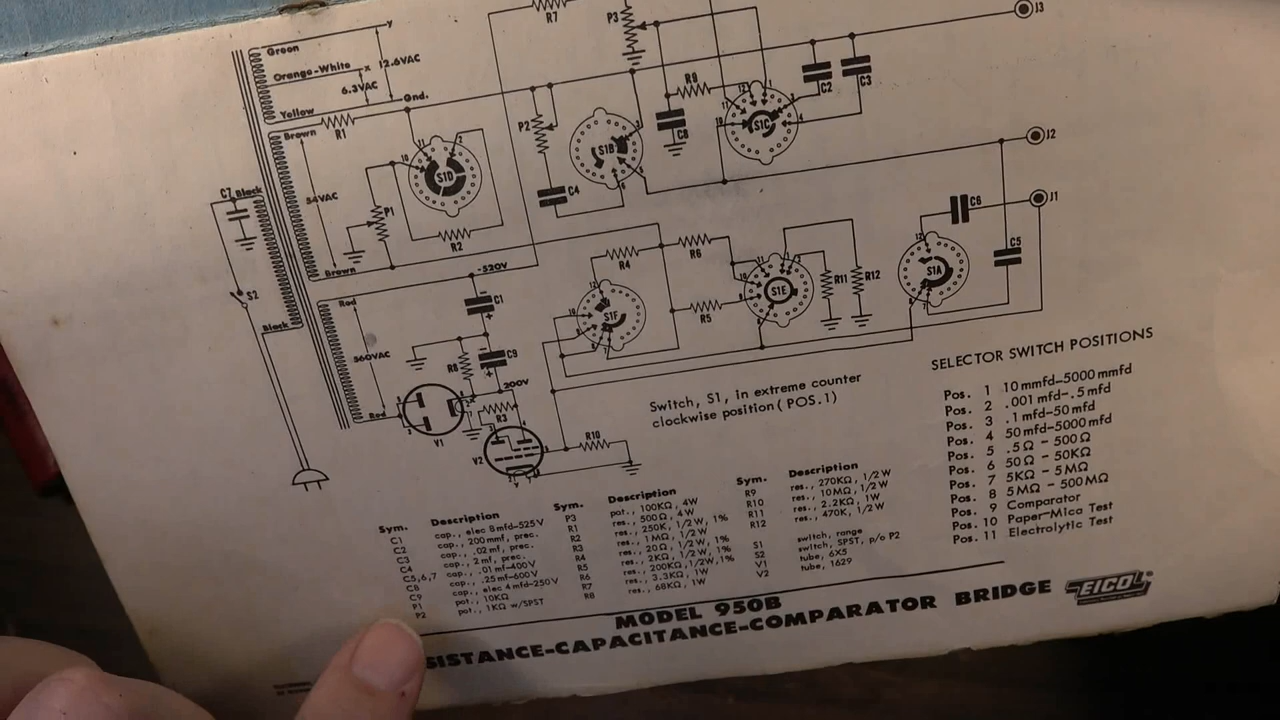 R7
P3
J3
Green
Orange-White
x
y
12.6VAC
6.3VAC
Yellow
Gnd.
Brown
R1
P2
R9
C2
C3
C8
S1B
S1C
S1D
C7
Black
54VAC
P1
R2
C4
J2
J1
C6
C5
S2
Brown
-520V
R4
R6
R11
R12
S1A
S1E
S1F
R5
Red
C1
Black
560VAC
R8
C9
200V
Red
R3
V1
V2
R10
Switch, S1, in extreme counter
clockwise position ( POS.1)
SELECTOR SWITCH POSITIONS
Pos. 1 10 mmfd-5000 mmfd
Pos. 2 .001 mfd-.5 mfd
Pos. 3 .1 mfd-50 mfd
Pos. 4 50 mfd-5000 mfd
Pos. 5 .5Ω - 500Ω
Pos. 6 50Ω - 50KΩ
Pos. 7 5KΩ - 5MΩ
Pos. 8 5MΩ - 500MΩ
Pos. 9 Comparator
Pos. 10 Paper-Mica Test
Pos. 11 Electrolytic Test
Sym. Description
C1 cap., elec 8 mfd-525V
C2 cap., 200mmf, prec.
C3 cap., .02mf, prec.
C4 cap., 2mf, prec.
C5,6,7 cap., .01 mf-400V
C8 cap., .25mf-600V
C9 cap., elec 4 mfd-250V
P1 pot., 10KΩ
P2 pot., 1KΩ w/SPST
Sym. Description
P3 pot., 100KΩ, 4W
R1 res., 500Ω, 4W
R2 res., 250K, 1/2W, 1%
R3 res., 1MΩ, 1/2W
R4 res., 20Ω, 1/2W, 1%
R5 res., 2KΩ, 1/2W, 1%
R6 res., 200KΩ, 1/2W, 1%
R7 res., 3.3KΩ, 1W
R8 res., 68KΩ, 1W
Sym. Description
R9 res., 270KΩ, 1/2W
R10 res., 10MΩ, 1/2W
R11 res., 2.2KΩ, 1W
R12 res., 470K, 1/2W
S1 switch, range
S2 switch, SPST, p/o P2
V1 tube, 6X5
V2 tube, 1629
MODEL 950B
SISTANCE-CAPACITANCE-COMPARATOR BRIDGE
EICO